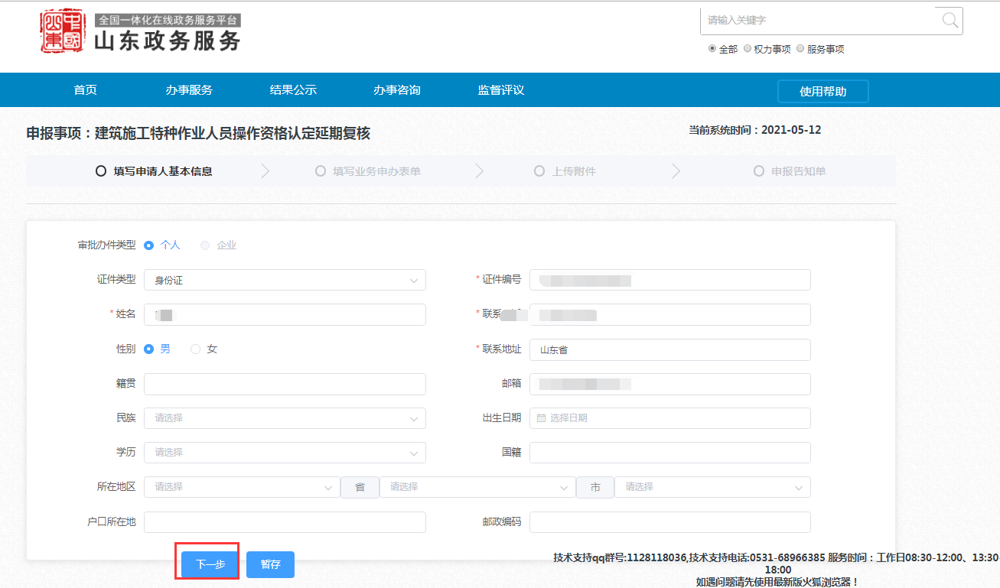 全国一体化在线政务服务平台
山东政务服务
请输入关键字
全部 权力事项 服务事项
首页 办事服务 结果公示 办事咨询 监督评议 使用帮助
申报事项：建筑施工特种作业人员操作资格认定延期复核 当前系统时间：2021-05-12
填写申请人基本信息 填写业务申办表单 上传附件 申报告知单
审批办件类型 个人 企业
证件类型 身份证 * 证件编号
* 姓名 * 联系
性别 男 女 * 联系地址 山东省
籍贯 邮箱
民族 请选择 出生日期 选择日期
学历 请选择 国籍
所在地区 请选择 省 请选择 市 请选择
户口所在地 邮政编码
下一步 暂存
技术支持qq群号:1128118036,技术支持电话:0531-68966385 服务时间：工作日08:30-12:00、13:30-
18:00
如遇问题请先使用最新版火狐浏览器！